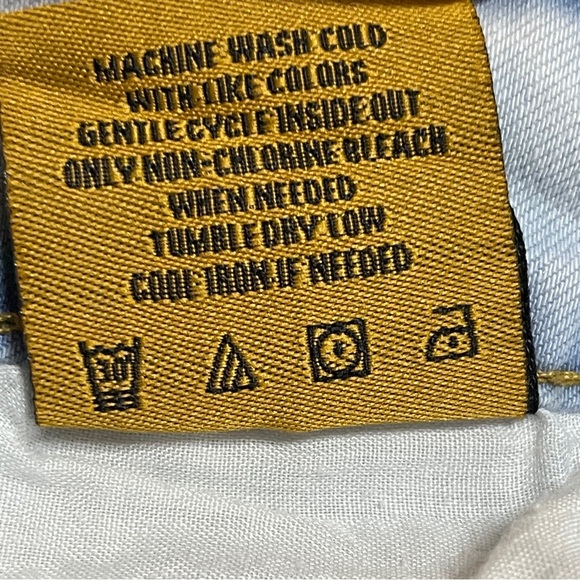 MACHINE WASH COLD
WITH LIKE COLORS
GENTLE CYCLE INSIDE OUT
ONLY NON-CHLORINE BLEACH
WHEN NEEDED
TUMBLE DRY LOW
COOL IRON IF NEEDED
30